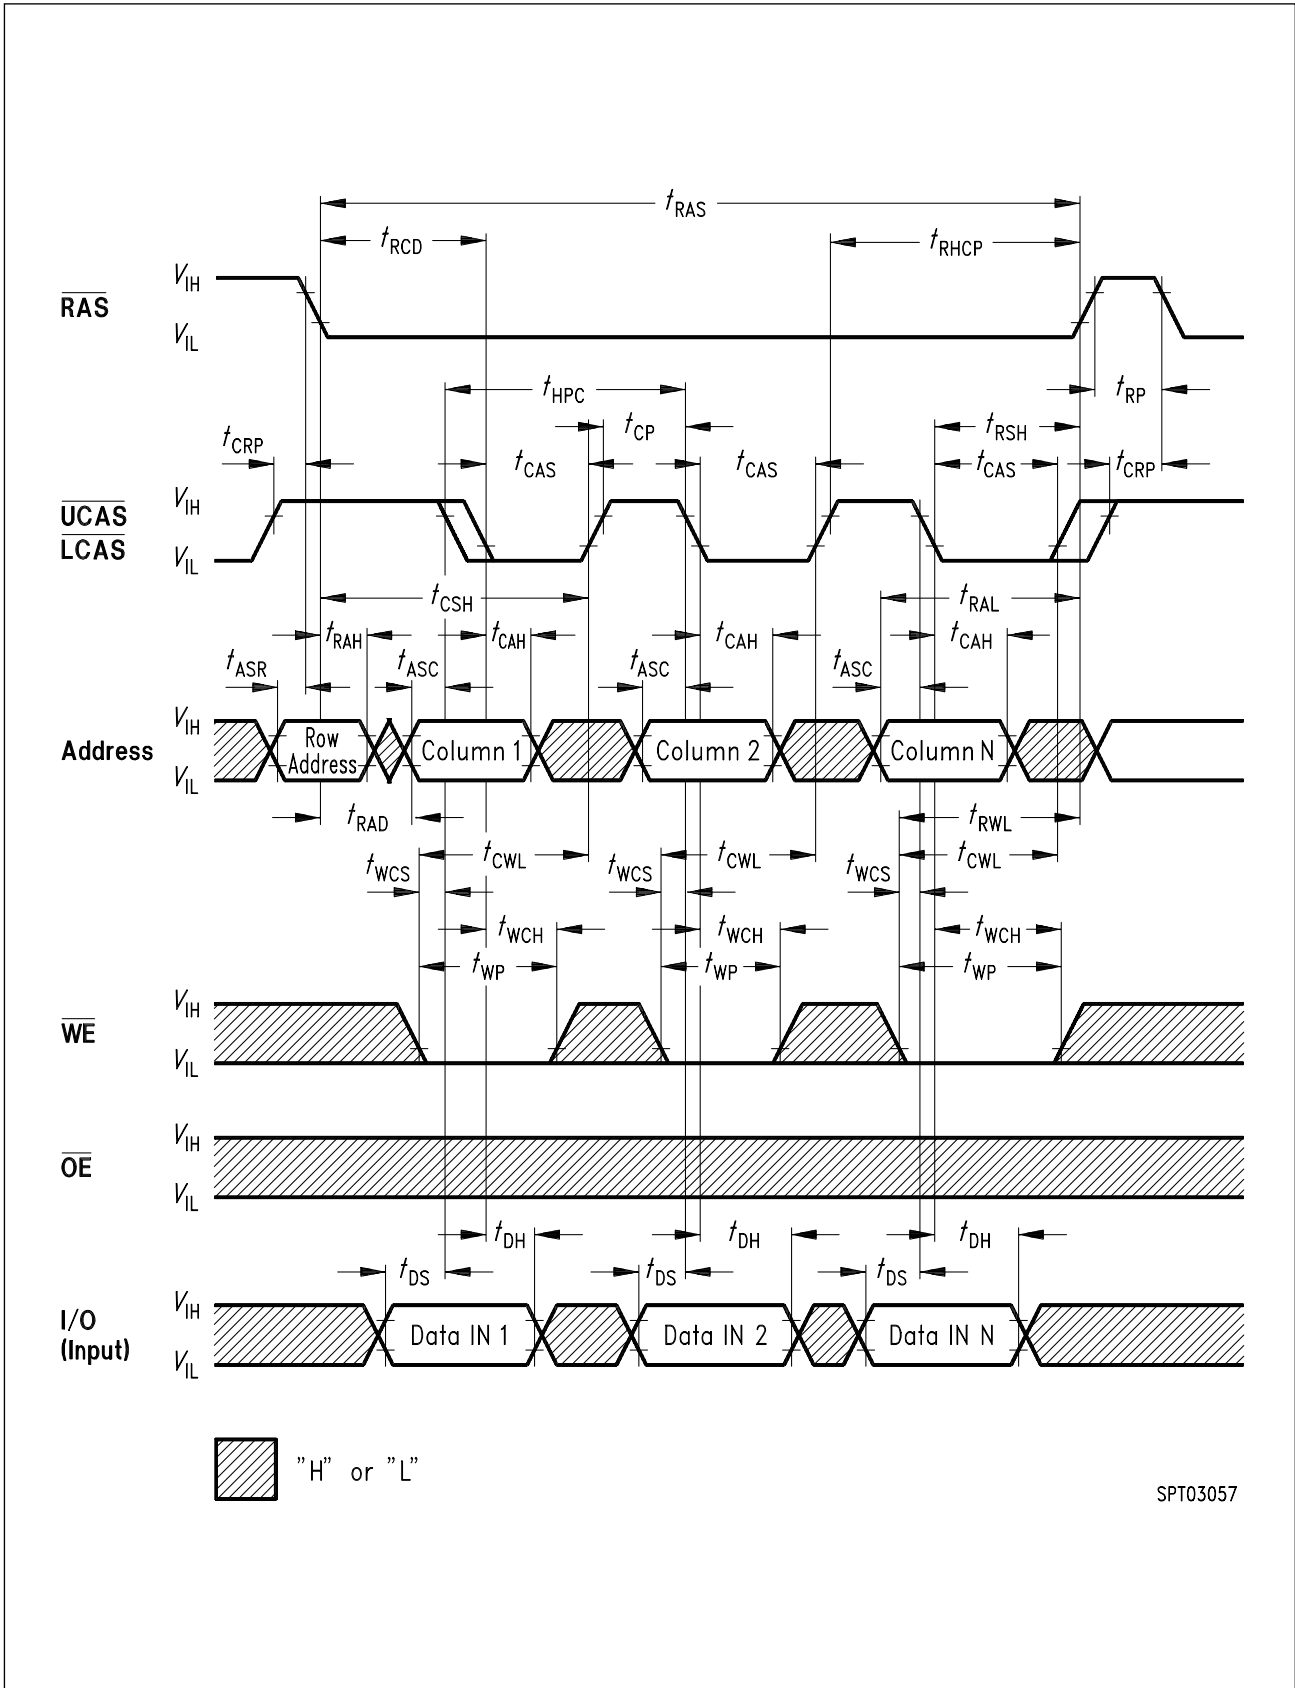 tRAS
tRCD
tRHCP
RAS
VIH
VIL
tHPC
tRP
tCP
tRSH
tCRP
tCAS
tCAS
tCAS
tCRP
UCAS
LCAS
VIH
VIL
tCSH
tRAL
tRAH
tCAH
tCAH
tCAH
tASR
tASC
tASC
tASC
Address
VIH
VIL
Row
Address
Column 1
Column 2
Column N
tRAD
tRWL
tCWL
tCWL
tCWL
tWCS
tWCS
tWCS
tWCH
tWCH
tWCH
tWP
tWP
tWP
WE
VIH
VIL
OE
VIH
VIL
tDH
tDH
tDH
tDS
tDS
tDS
I/O
(Input)
VIH
VIL
Data IN 1
Data IN 2
Data IN N
"H" or "L"
SPT03057